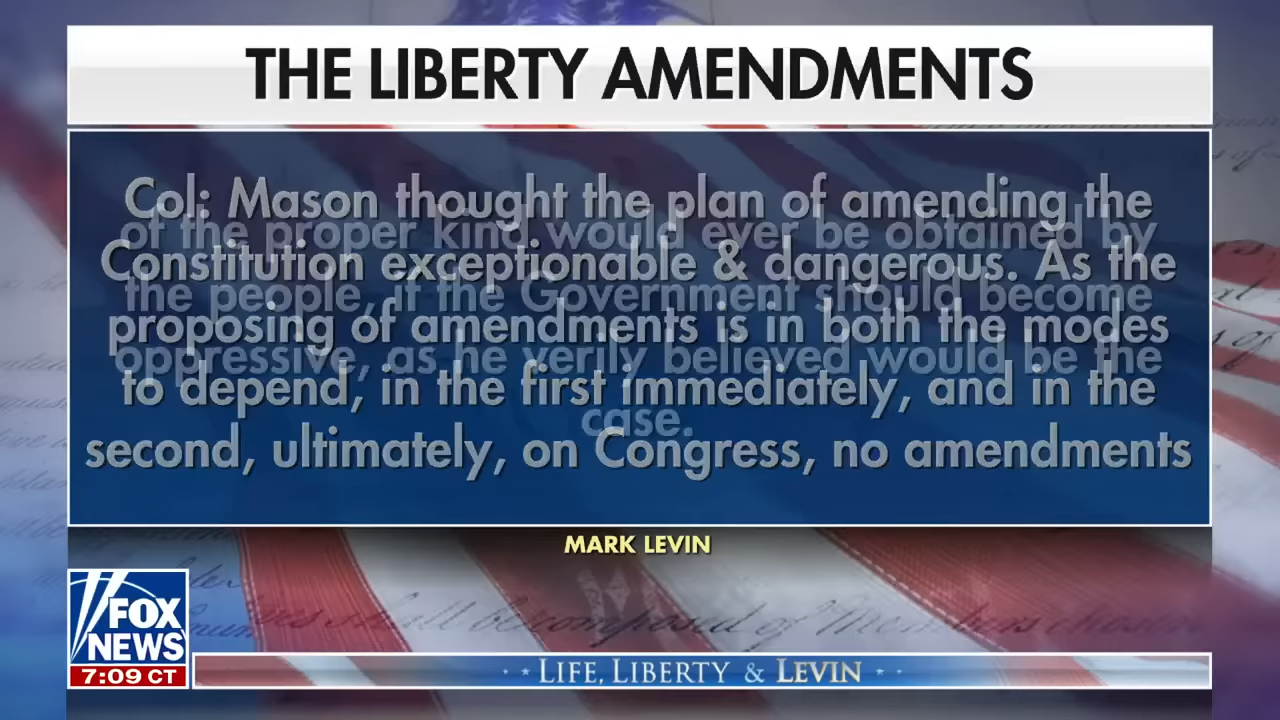 THE LIBERTY AMENDMENTS
Col: Mason thought the plan of amending the
Constitution exceptionable & dangerous. As the
proposing of amendments is in both the modes
to depend, in the first immediately, and in the
second, ultimately, on Congress, no amendments
of the proper kind would ever be obtained by
the people, if the Government should become
oppressive, as he verily believed would be the
case.
MARK LEVIN
FOX
NEWS
7:09 CT
LIFE, LIBERTY & LEVIN